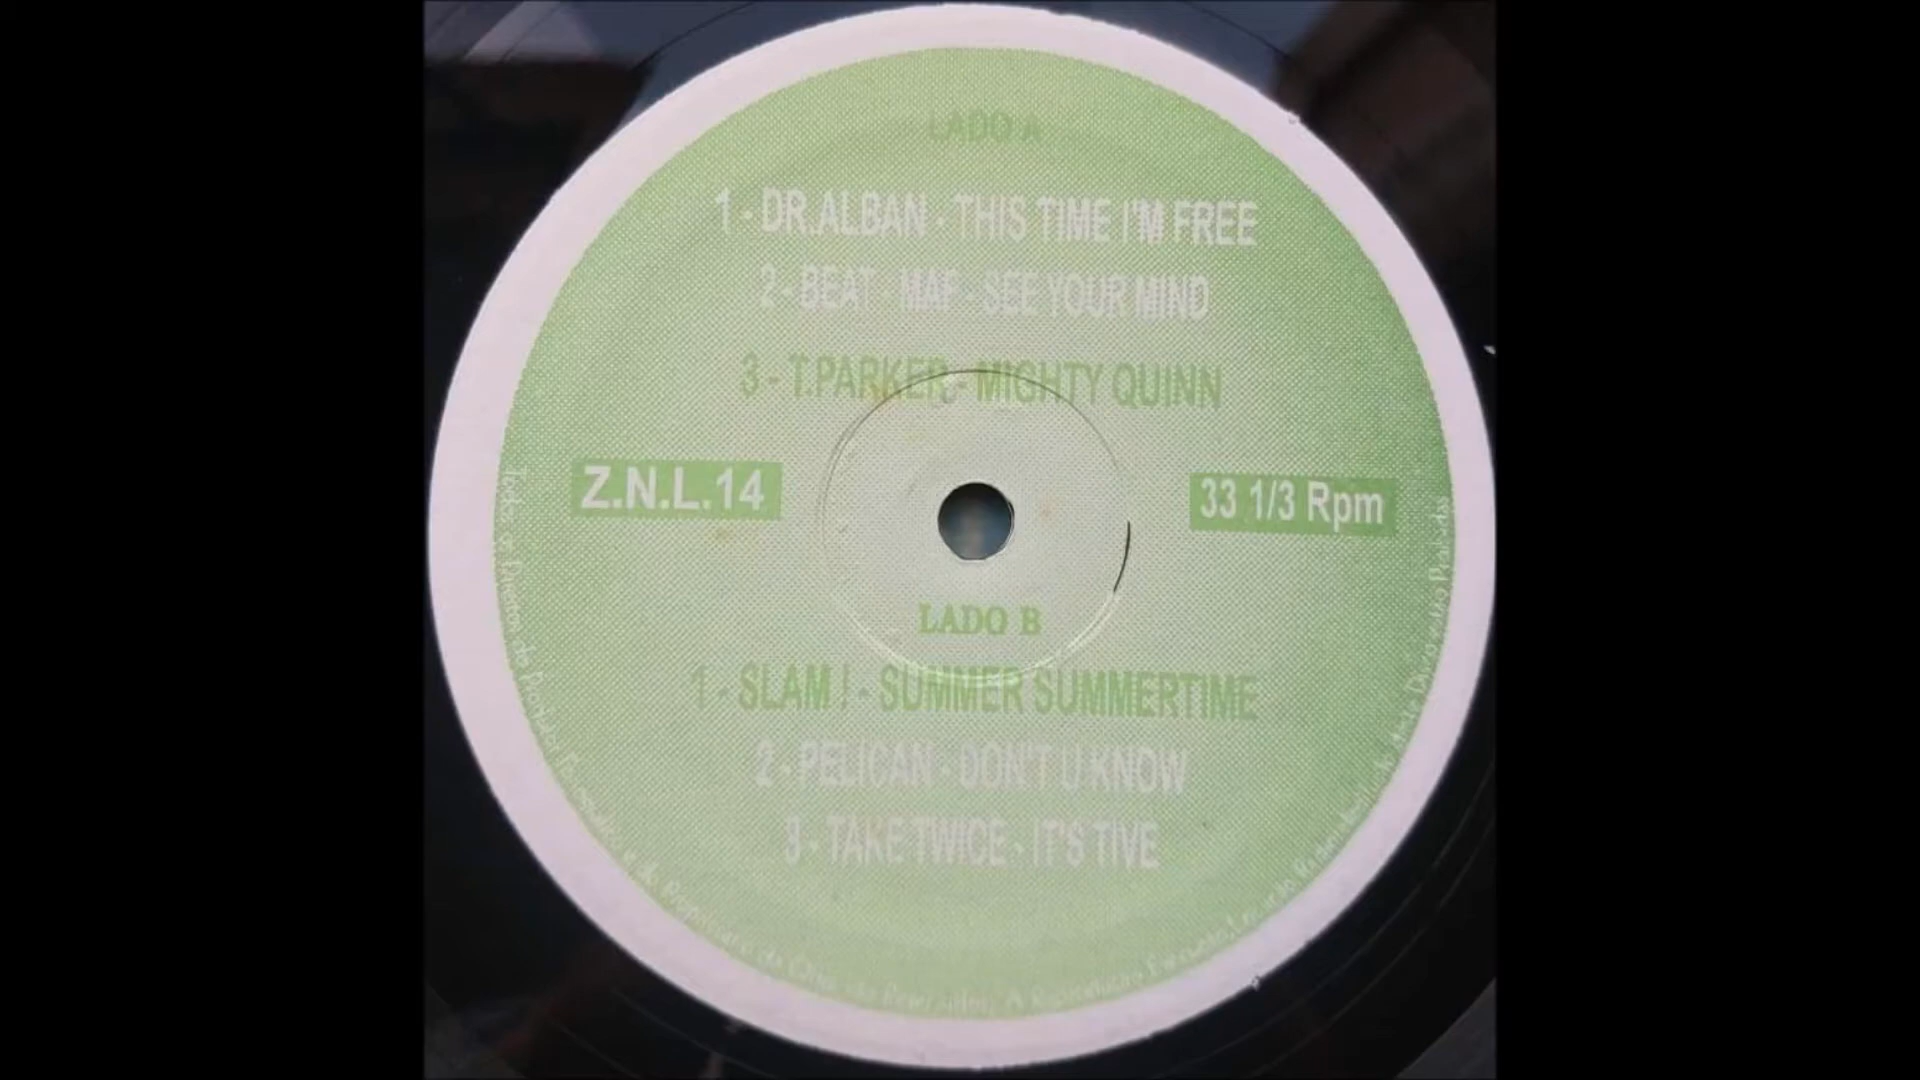 LADO A
1 - DR.ALBAN - THIS TIME I'M FREE
2 - BEAT - MAF - SEE YOUR MIND
3 - T.PARKER - MIGHTY QUINN
Z.N.L.14
33 1/3 Rpm
LADO B
1 - SLAM ! - SUMMER SUMMERTIME
2 - PELICAN - DON'T U KNOW
3 - TAKE TWICE - IT'S TIVE